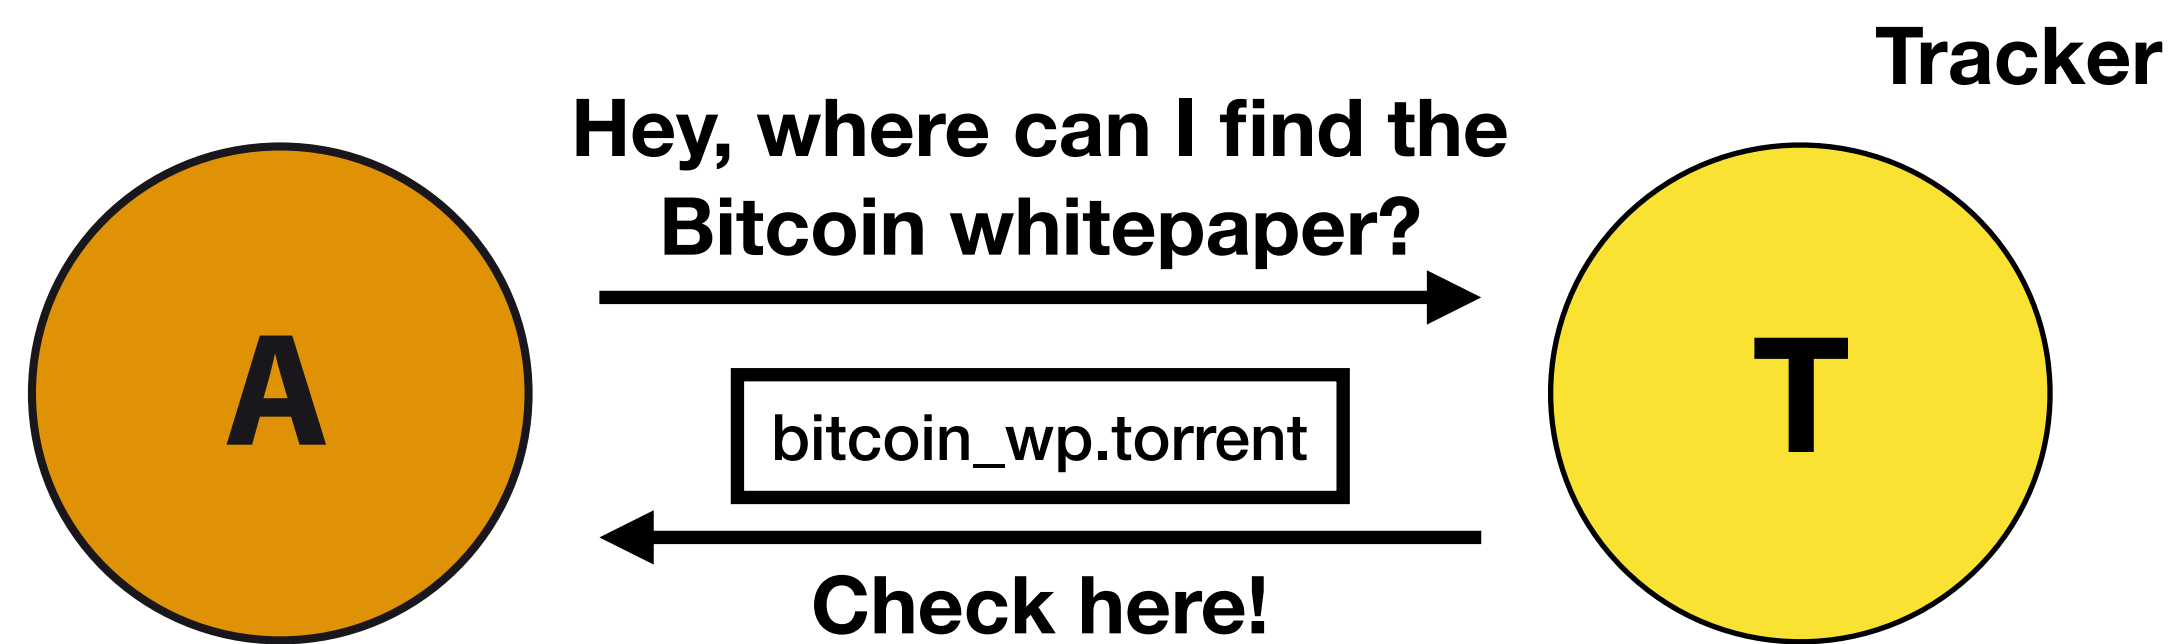 Tracker
Hey, where can I find the
Bitcoin whitepaper?
A
T
bitcoin_wp.torrent
Check here!